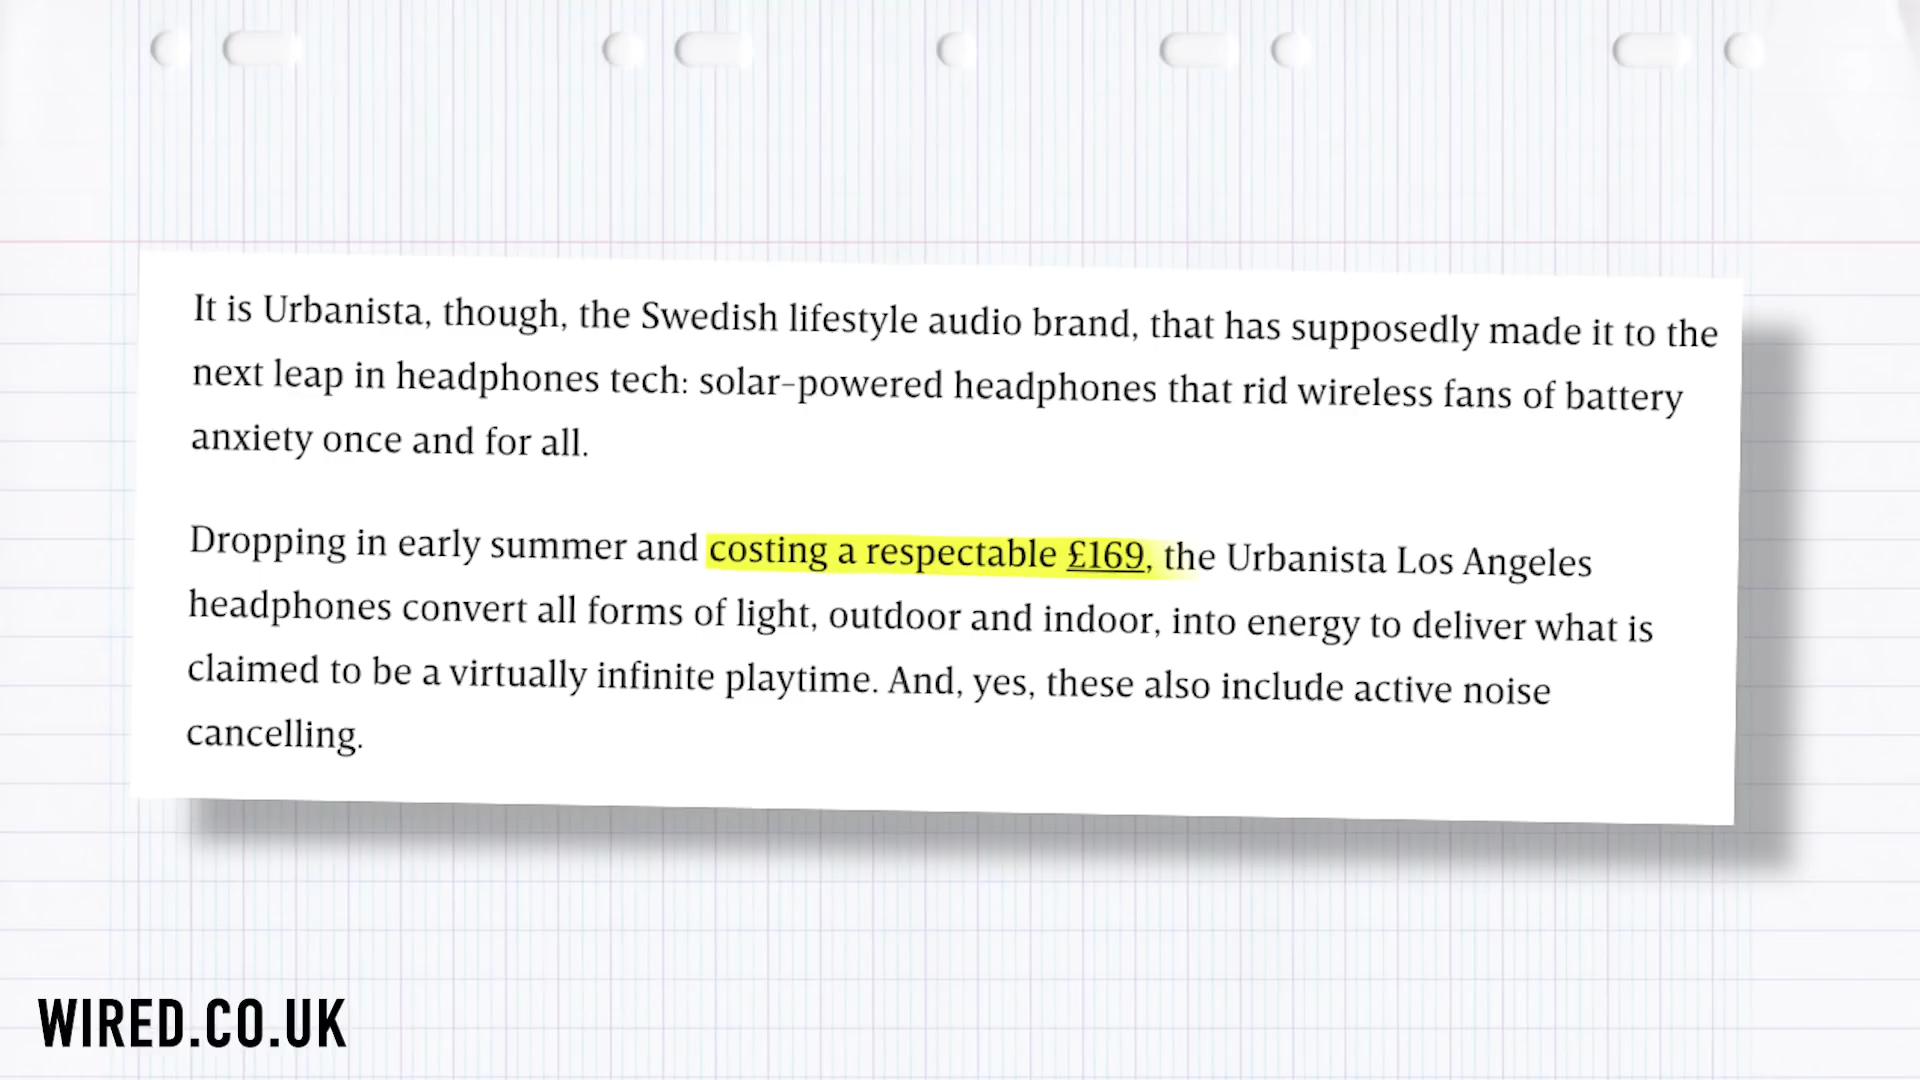 It is Urbanista, though, the Swedish lifestyle audio brand, that has supposedly made it to the
next leap in headphones tech: solar-powered headphones that rid wireless fans of battery
anxiety once and for all.
Dropping in early summer and costing a respectable £169, the Urbanista Los Angeles
headphones convert all forms of light, outdoor and indoor, into energy to deliver what is
claimed to be a virtually infinite playtime. And, yes, these also include active noise
cancelling.
WIRED.CO.UK